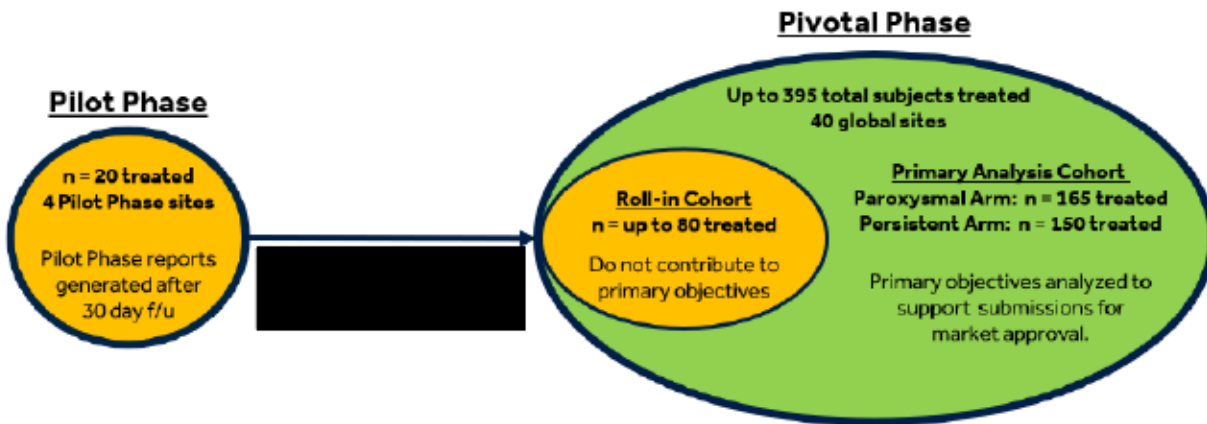 Pilot Phase
n = 20 treated
4 Pilot Phase sites
Pilot Phase reports
generated after
30 day f/u
Pivotal Phase
Up to 395 total subjects treated
40 global sites
Roll-in Cohort
n = up to 80 treated
Do not contribute to
primary objectives
Primary Analysis Cohort
Paroxysmal Arm: n = 165 treated
Persistent Arm: n = 150 treated
Primary objectives analyzed to
support submissions for
market approval.